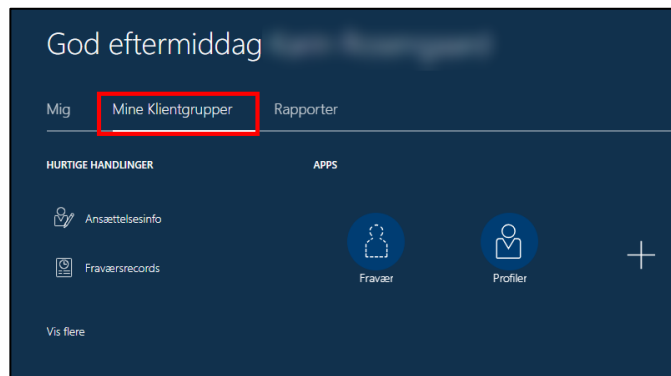 God eftermiddag
Mig Mine Klientgrupper Rapporter
HURTIGE HANDLINGER APPS
Ansættelsesinfo
Fraværsrecords
Fravær Profiler
Vis flere